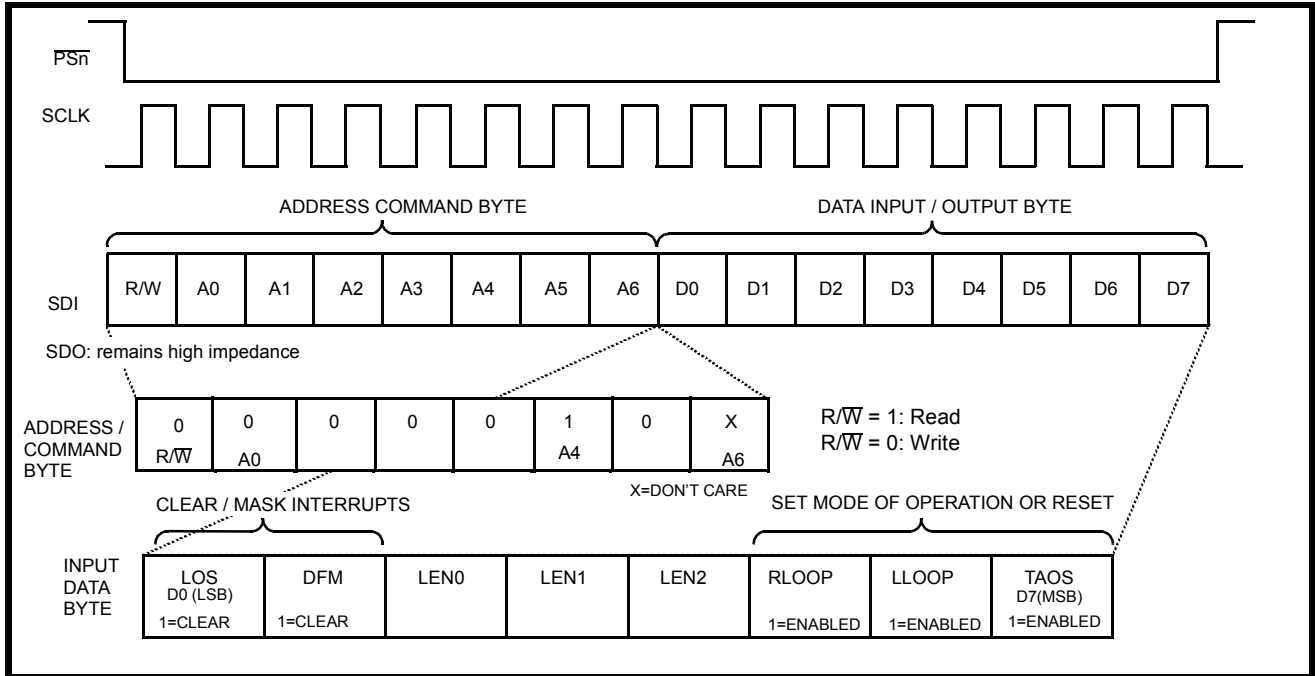 PSn
SCLK
ADDRESS COMMAND BYTE DATA INPUT / OUTPUT BYTE
SDI R/W A0 A1 A2 A3 A4 A5 A6 D0 D1 D2 D3 D4 D5 D6 D7
SDO: remains high impedance
ADDRESS /
COMMAND
BYTE
0 0 0 0 0 1 0 X
R/W A0 A4 A6
R/W = 1: Read
R/W = 0: Write
X=DON'T CARE
CLEAR / MASK INTERRUPTS SET MODE OF OPERATION OR RESET
INPUT
DATA
BYTE
LOS DFM LEN0 LEN1 LEN2 RLOOP LLOOP TAOS
D0 (LSB) D7(MSB)
1=CLEAR 1=CLEAR 1=ENABLED 1=ENABLED 1=ENABLED